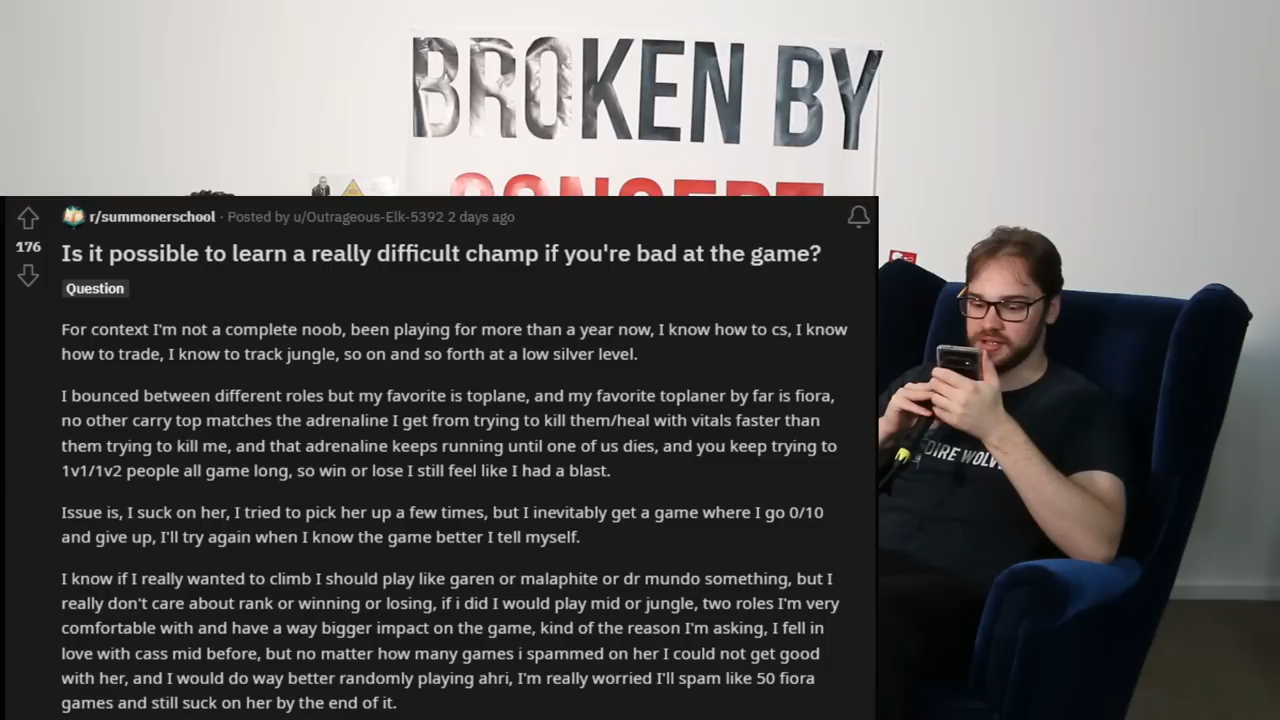 BROKEN BY
CONCEPT
r/summonerschool · Posted by u/Outrageous-Elk-5392 2 days ago
176
Is it possible to learn a really difficult champ if you're bad at the game?
Question
For context I'm not a complete noob, been playing for more than a year now, I know how to cs, I know
how to trade, I know to track jungle, so on and so forth at a low silver level.
I bounced between different roles but my favorite is toplane, and my favorite toplaner by far is fiora,
no other carry top matches the adrenaline I get from trying to kill them/heal with vitals faster than
them trying to kill me, and that adrenaline keeps running until one of us dies, and you keep trying to
1v1/1v2 people all game long, so win or lose I still feel like I had a blast.
Issue is, I suck on her, I tried to pick her up a few times, but I inevitably get a game where I go 0/10
and give up, I'll try again when I know the game better I tell myself.
I know if I really wanted to climb I should play like garen or malaphite or dr mundo something, but I
really don't care about rank or winning or losing, if i did I would play mid or jungle, two roles I'm very
comfortable with and have a way bigger impact on the game, kind of the reason I'm asking, I fell in
love with cass mid before, but no matter how many games i spammed on her I could not get good
with her, and I would do way better randomly playing ahri, I'm really worried I'll spam like 50 fiora
games and still suck on her by the end of it.
DIRE WOLVES